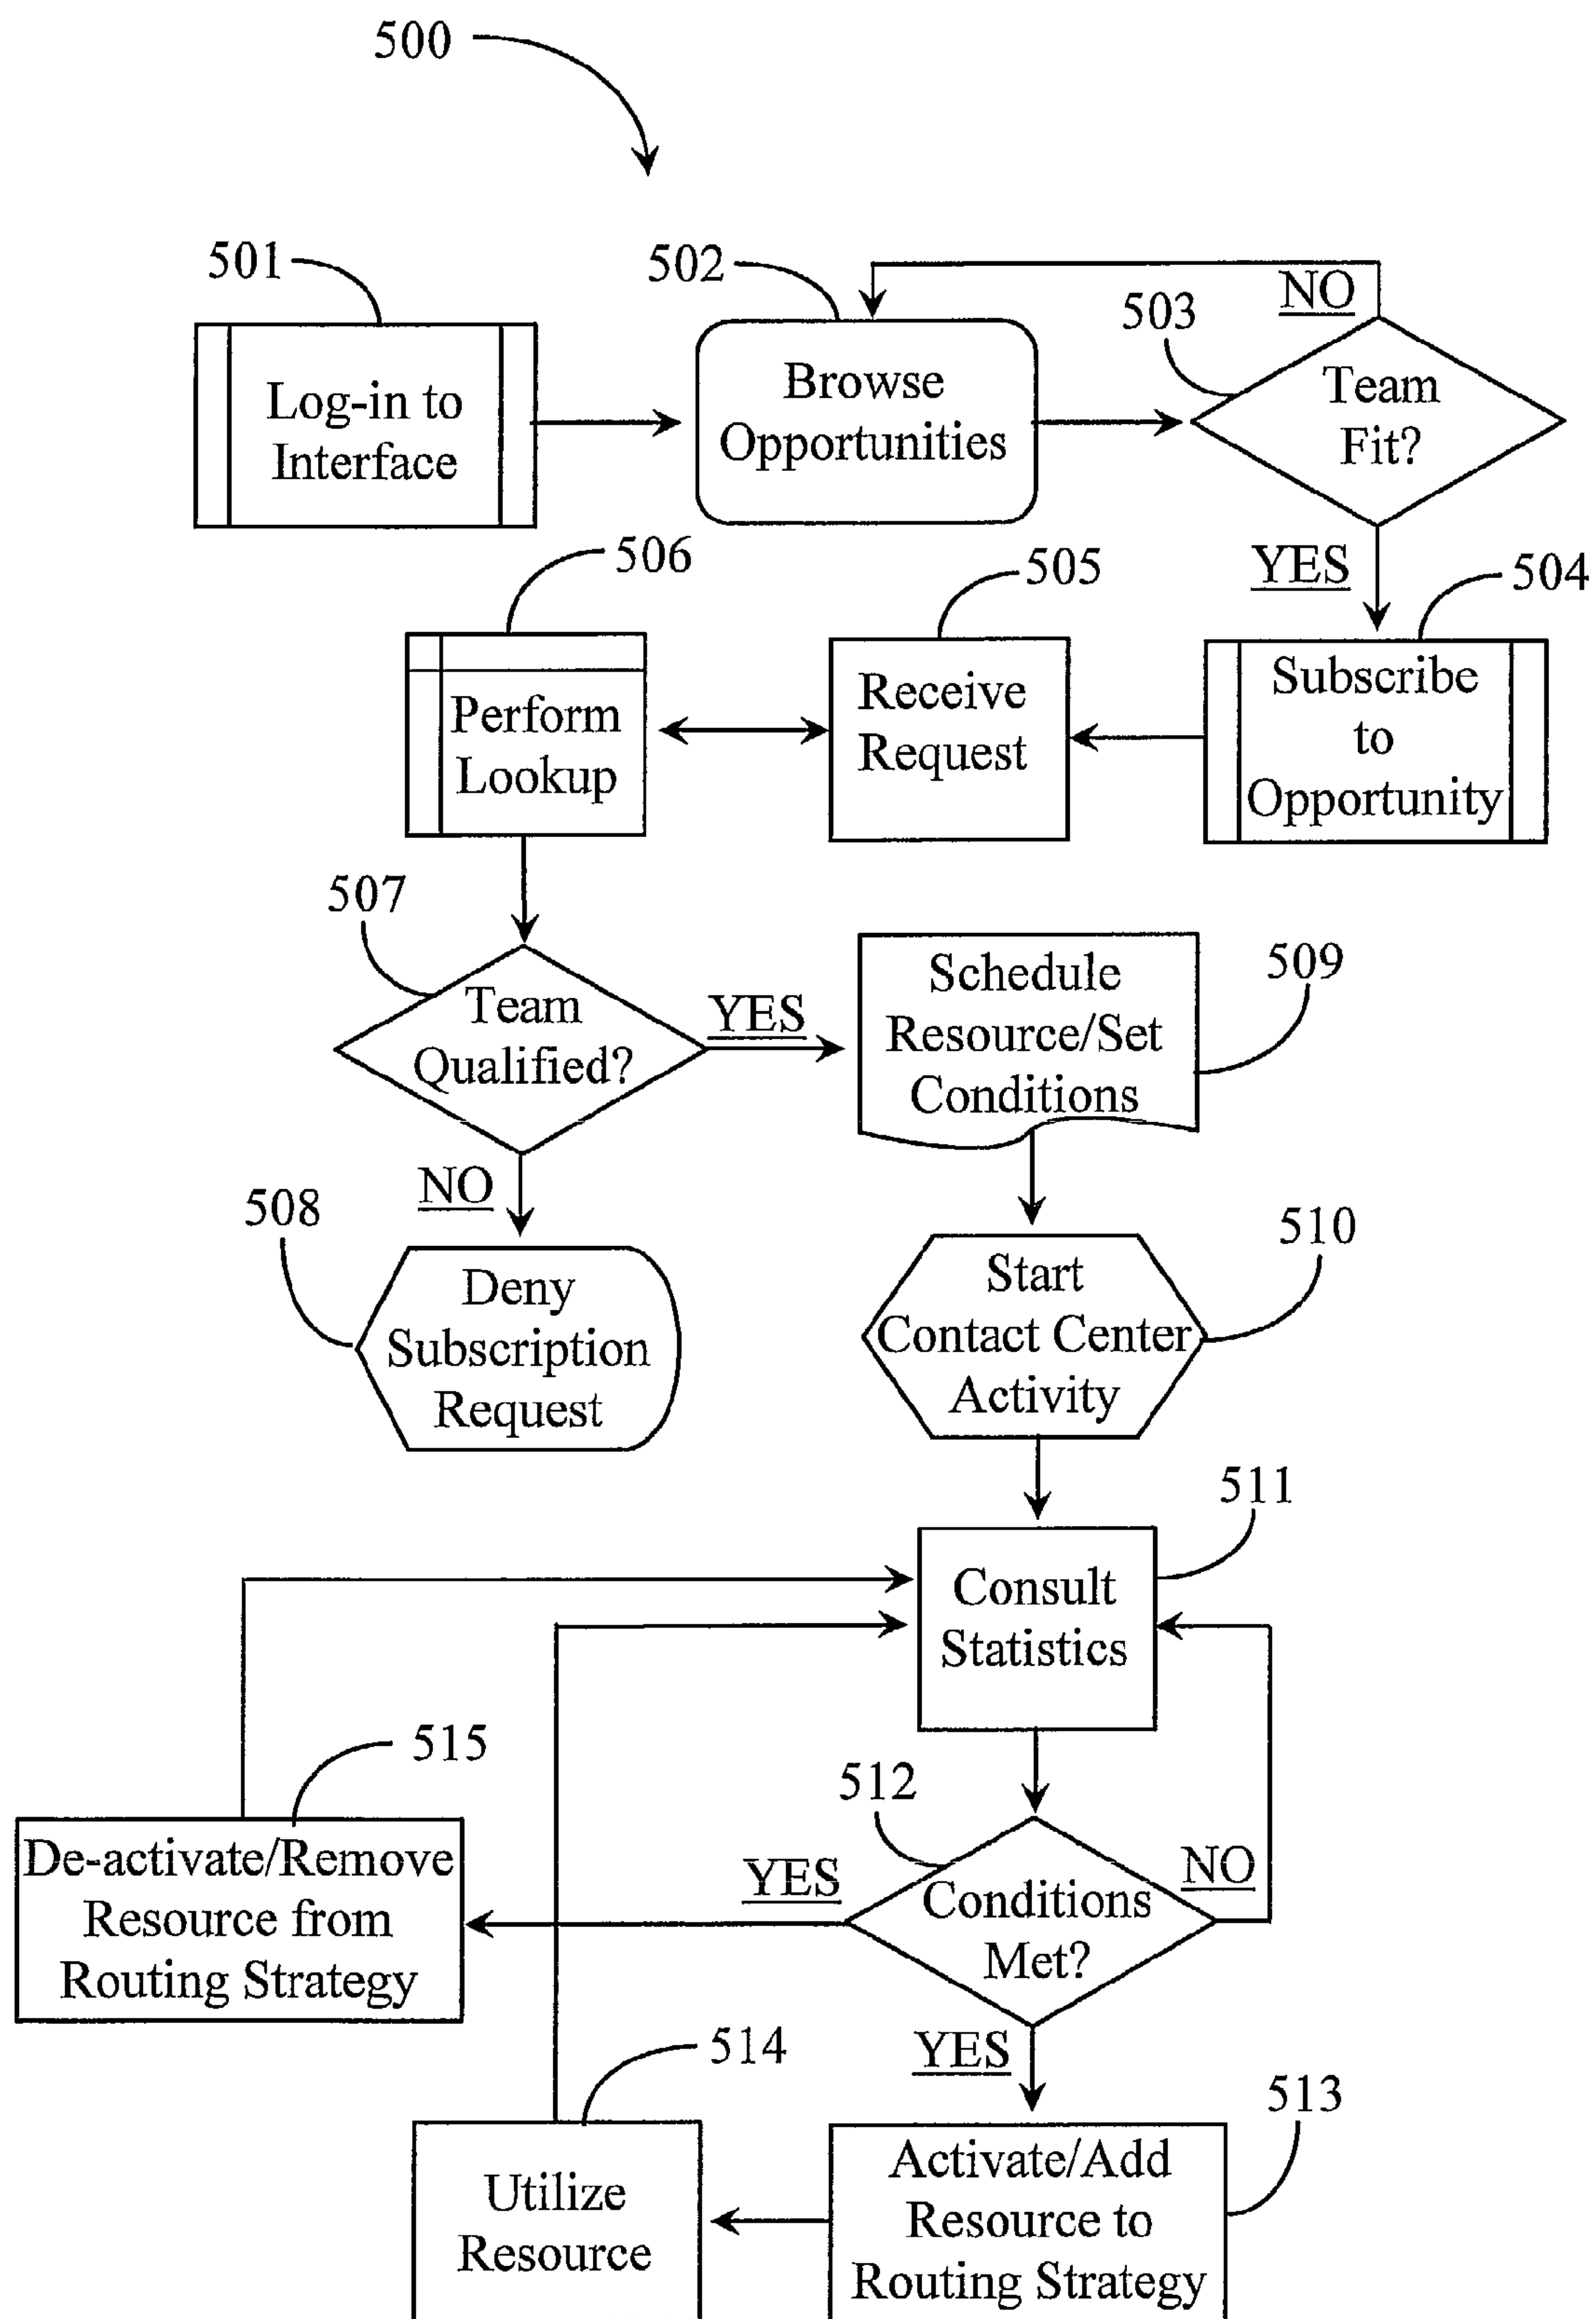 500
501
502
503
NO
Log-in to
Interface
Browse
Opportunities
Team
Fit?
YES
506
505
504
Perform
Lookup
Receive
Request
Subscribe
to
Opportunity
507
Team
Qualified?
YES
Schedule
Resource/Set
Conditions
509
NO
508
Deny
Subscription
Request
Start
Contact Center
Activity
510
511
Consult
Statistics
515
512
De-activate/Remove
Resource from
Routing Strategy
YES
Conditions
Met?
NO
YES
514
513
Utilize
Resource
Activate/Add
Resource to
Routing Strategy